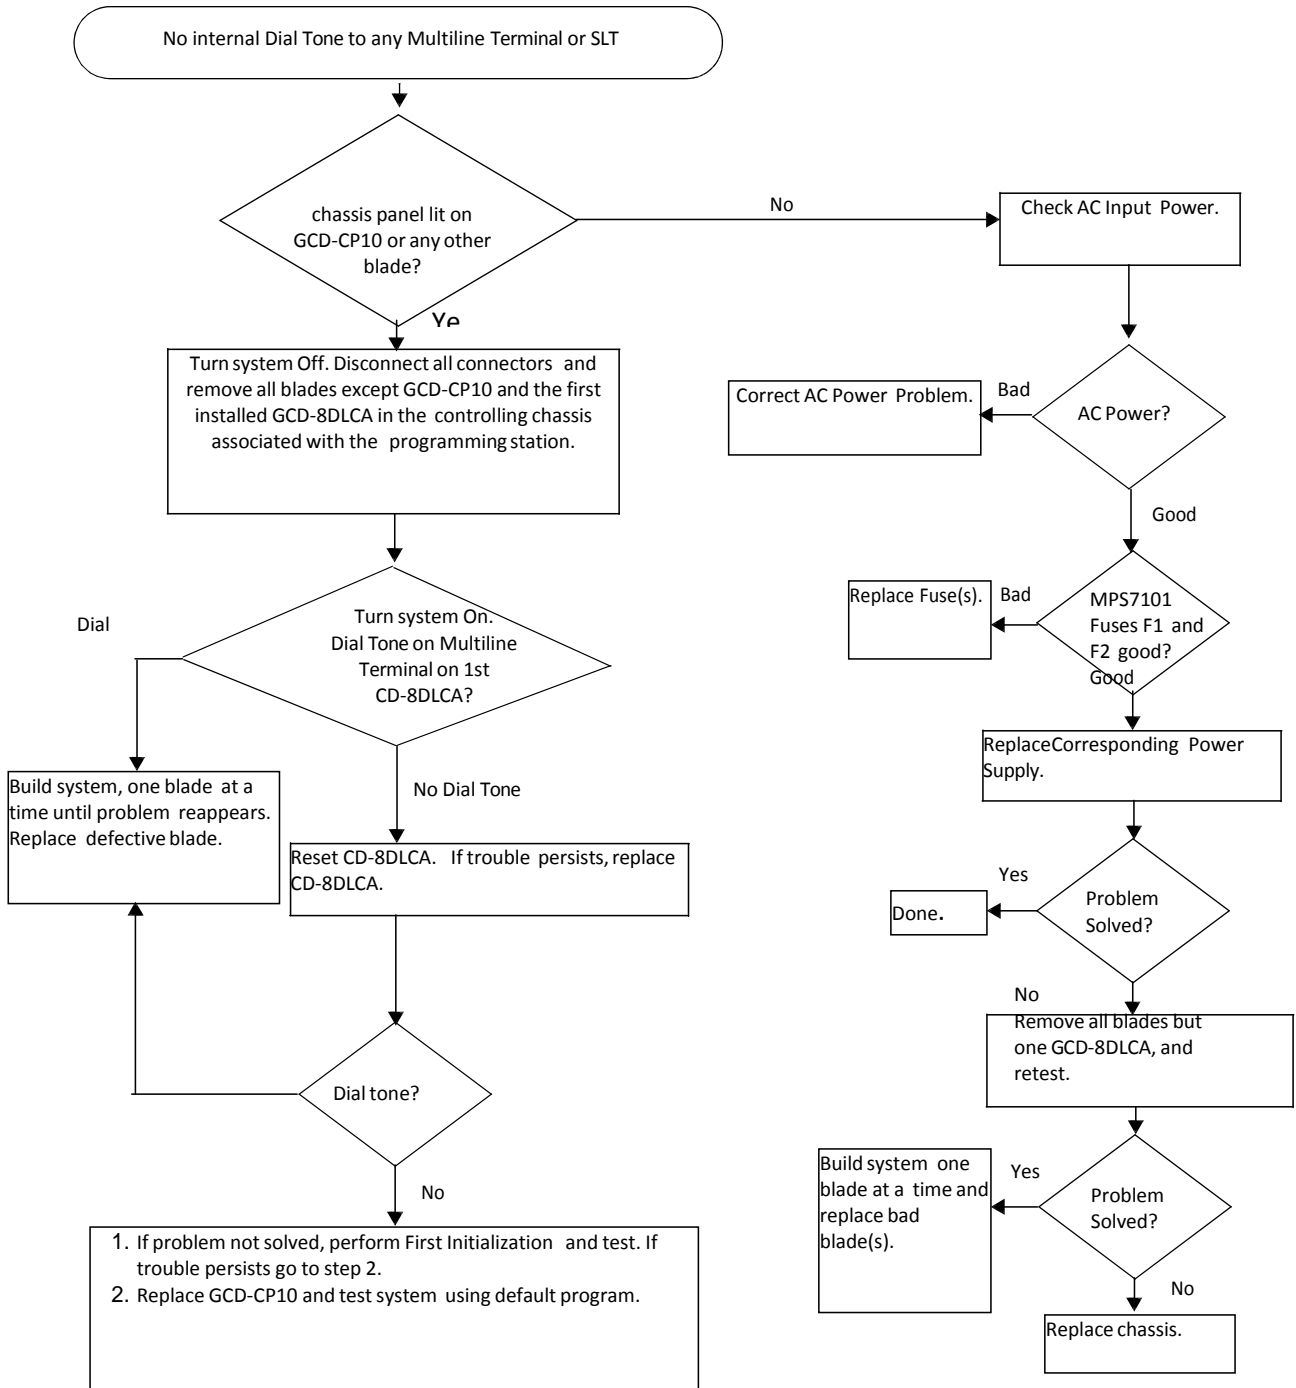 No internal Dial Tone to any Multiline Terminal or SLT
chassis panel lit on
GCD-CP10 or any other
blade?
No
Check AC Input Power.
Ye
Turn system Off. Disconnect all connectors and
remove all blades except GCD-CP10 and the first
installed GCD-8DLCA in the controlling chassis
associated with the programming station.
Correct AC Power Problem.
Bad
AC Power?
Good
Dial
Turn system On.
Dial Tone on Multiline
Terminal on 1st
CD-8DLCA?
Replace Fuse(s).
Bad
MPS7101
Fuses F1 and
F2 good?
Good
Replace Corresponding Power
Supply.
Build system, one blade at a
time until problem reappears.
Replace defective blade.
No Dial Tone
Reset CD-8DLCA. If trouble persists, replace
CD-8DLCA.
Yes
Done.
Problem
Solved?
No
Remove all blades but
one GCD-8DLCA, and
retest.
Dial tone?
No
Build system one
blade at a time and
replace bad
blade(s).
Yes
Problem
Solved?
No
Replace chassis.
1. If problem not solved, perform First Initialization and test. If
trouble persists go to step 2.
2. Replace GCD-CP10 and test system using default program.